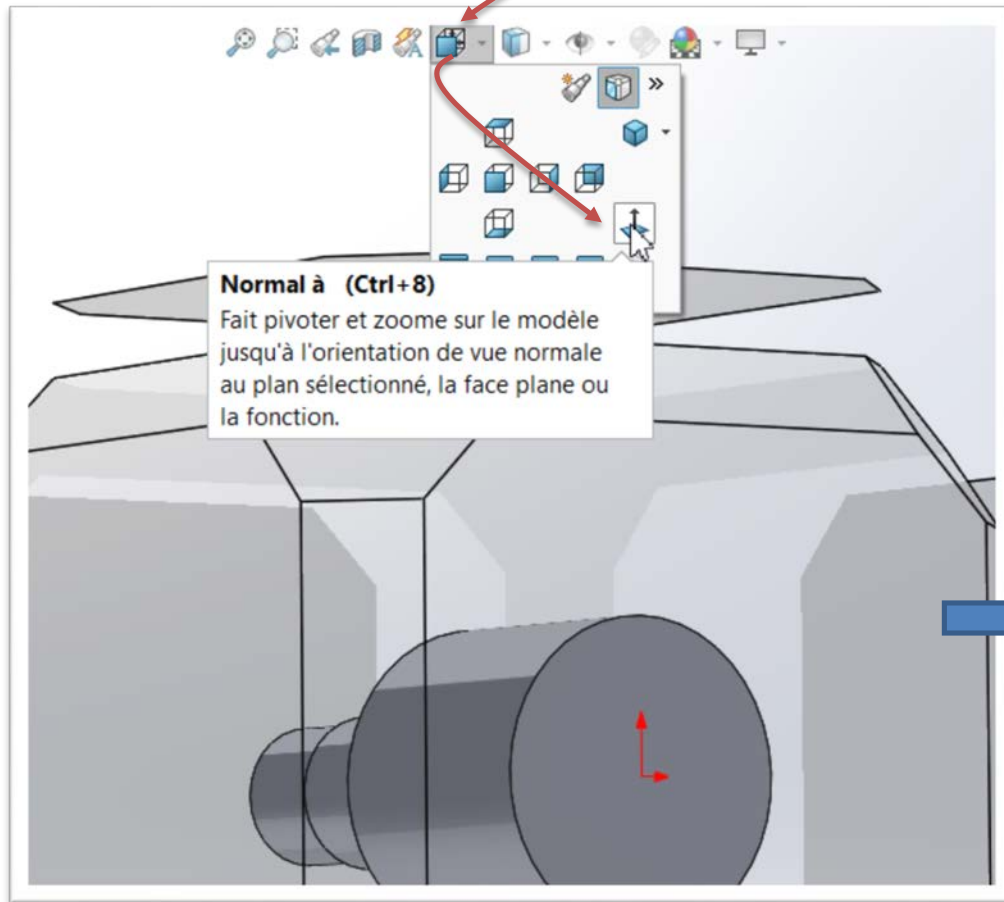 Normal à (Ctrl+8)
Fait pivoter et zoome sur le modèle
jusqu'à l'orientation de vue normale
au plan sélectionné, la face plane ou
la fonction.